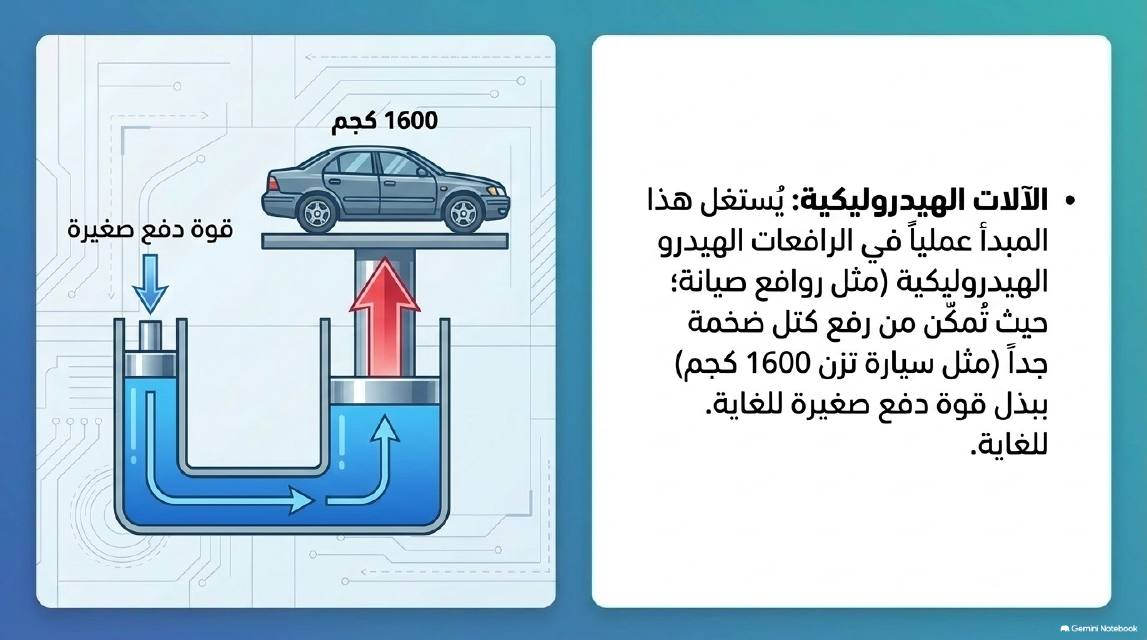 1600 كجم
قوة دفع صغيرة
• الآلات الهيدروليكية: يُستغل هذا
المبدأ عملياً في الرافعات الهيدرو
الهيدروليكية (مثل روافع صيانة؛
حيث تُمكّن من رفع كتل ضخمة
جداً (مثل سيارة تزن 1600 كجم)
ببذل قوة دفع صغيرة للغاية.
للغاية.
Gemini Notebook